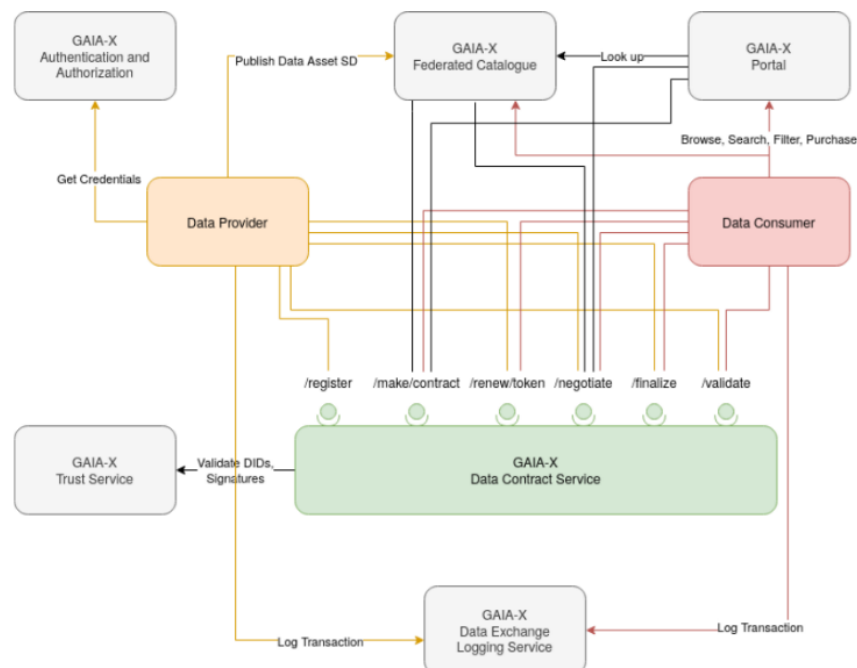 GAIA-X
Authentication and
Authorization
GAIA-X
Federated Catalogue
GAIA-X
Portal
Publish Data Asset SD
Look up
Browse, Search, Filter, Purchase
Get Credentials
Data Provider
Data Consumer
/register
/make/contract
/renew/token
/negotiate
/finalize
/validate
GAIA-X
Trust Service
Validate DIDs,
Signatures
GAIA-X
Data Contract Service
GAIA-X
Data Exchange
Logging Service
Log Transaction
Log Transaction